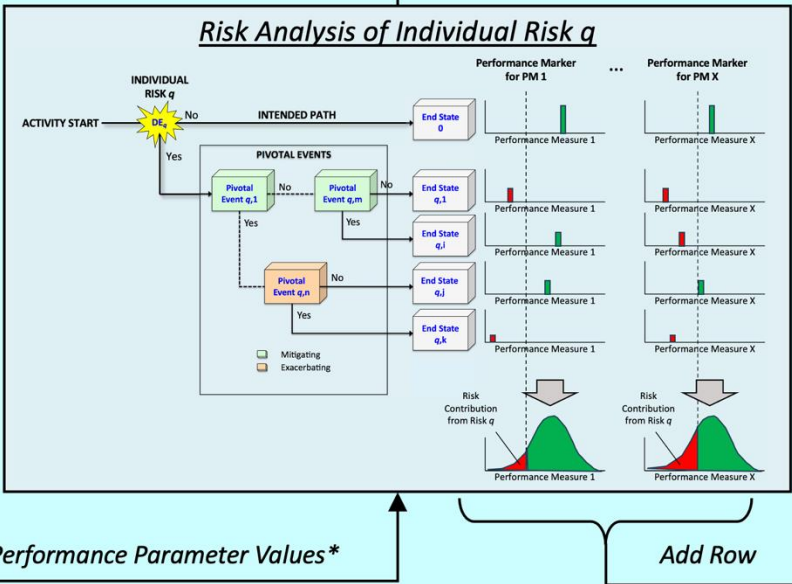 Risk Analysis of Individual Risk q
INDIVIDUAL
RISK q
Performance Marker
for PM 1
...
Performance Marker
for PM X
ACTIVITY START
DEq
No
INTENDED PATH
End State
0
Performance Measure 1
Performance Measure X
Yes
PIVOTAL EVENTS
Pivotal
Event q,1
No
Pivotal
Event q,m
No
End State
q,1
Performance Measure 1
Performance Measure X
Yes
Yes
End State
q,i
Performance Measure 1
Performance Measure X
Pivotal
Event q,n
No
End State
q,j
Performance Measure 1
Performance Measure X
Yes
End State
q,k
Performance Measure 1
Performance Measure X
Mitigating
Exacerbating
Risk
Contribution
from Risk q
Risk
Contribution
from Risk q
Performance Measure 1
Performance Measure X
Performance Parameter Values*
Add Row